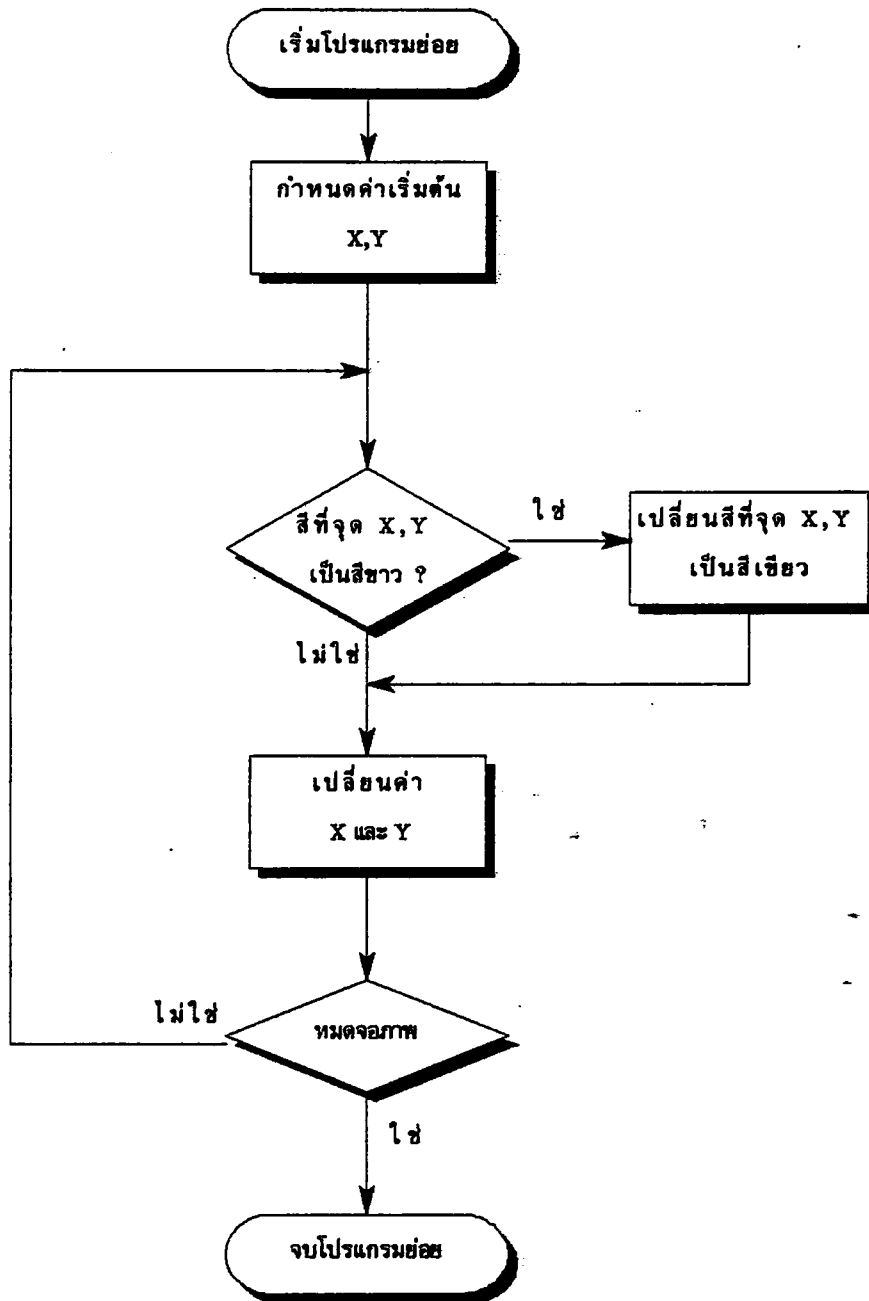 เริ่มโปรแกรมย่อย
กำหนดค่าเริ่มต้น
X,Y
สีที่จุด X,Y
เป็นสีขาว ?
ใช่
เปลี่ยนสีที่จุด X,Y
เป็นสีเขียว
ไม่ใช่
เปลี่ยนค่า
X และ Y
ไม่ใช่
หมดจอภาพ
ใช่
จบโปรแกรมย่อย